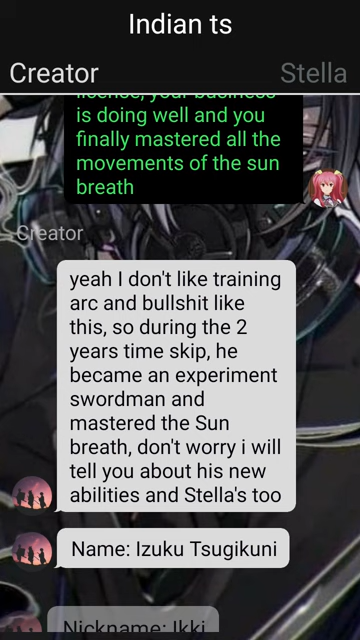 Indian ts
Creator Stella
license, your business
is doing well and you
finally mastered all the
movements of the sun
breath
Creator
yeah I don't like training
arc and bullshit like
this, so during the 2
years time skip, he
became an experiment
swordman and
mastered the Sun
breath, don't worry i will
tell you about his new
abilities and Stella's too
Name: Izuku Tsugikuni
Nickname: Ikki